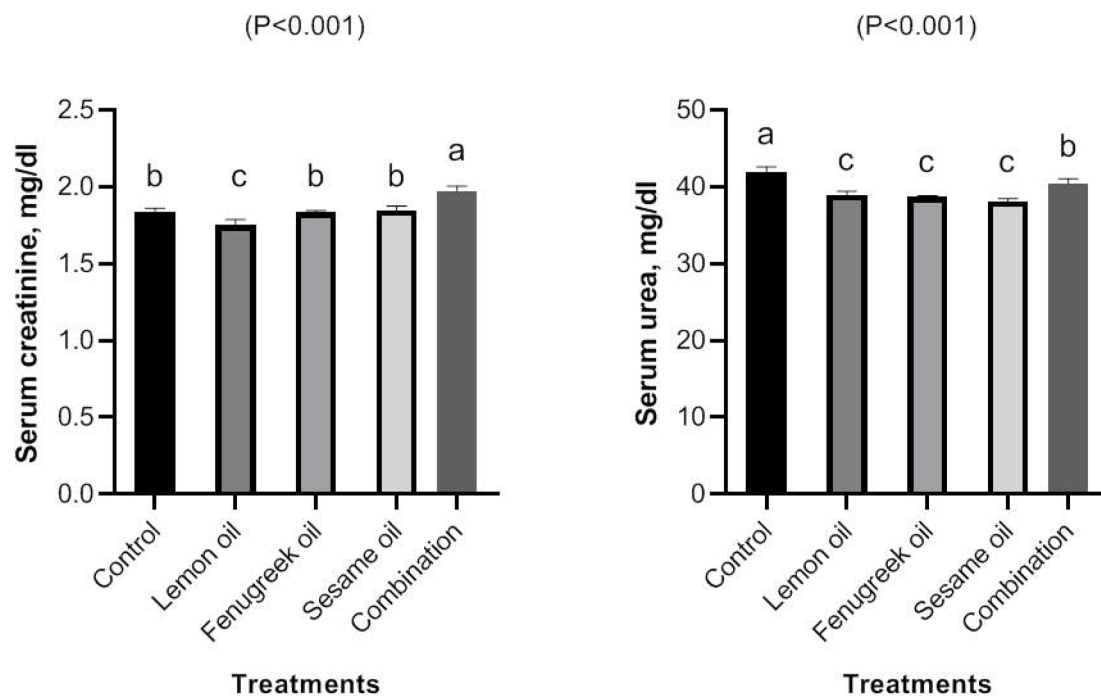 (P<0.001)
Serum creatinine, mg/dl
2.5
2.0
1.5
1.0
0.5
0.0
b
c
b
b
a
Control
Lemon oil
Fenugreek oil
Sesame oil
Combination
Treatments
(P<0.001)
Serum urea, mg/dl
50
40
30
20
10
0
a
c
c
c
b
Control
Lemon oil
Fenugreek oil
Sesame oil
Combination
Treatments